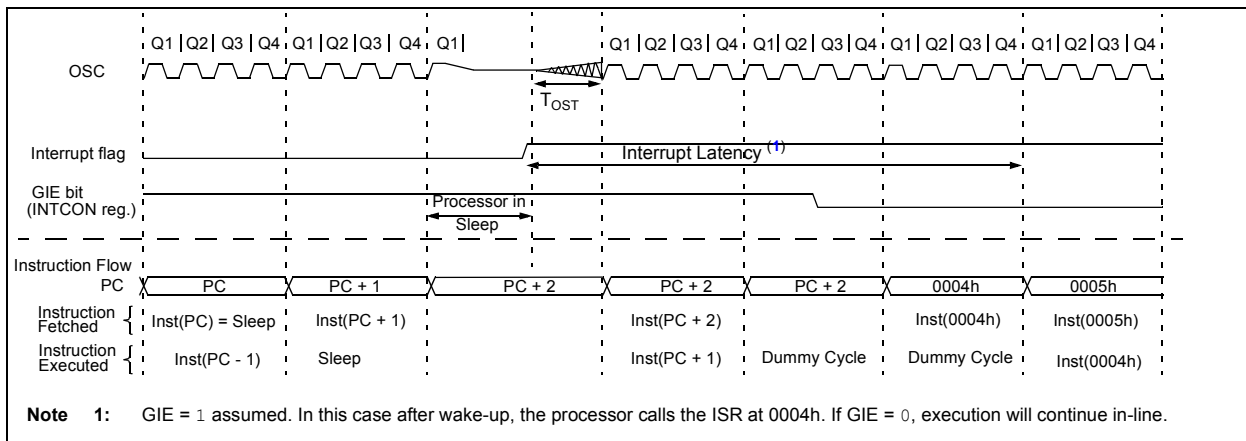 Q1 Q2 Q3 Q4 Q1 Q2 Q3 Q4 Q1 Q1 Q2 Q3 Q4 Q1 Q2 Q3 Q4 Q1 Q2 Q3 Q4 Q1 Q2 Q3 Q4
OSC
TOST
Interrupt flag
Interrupt Latency (1)
GIE bit
(INTCON reg.)
Processor in
Sleep
Instruction Flow
PC PC PC + 1 PC + 2 PC + 2 PC + 2 0004h 0005h
Instruction
Fetched
Inst(PC) = Sleep Inst(PC + 1) Inst(PC + 2) Inst(0004h) Inst(0005h)
Instruction
Executed
Inst(PC - 1) Sleep Inst(PC + 1) Dummy Cycle Dummy Cycle Inst(0004h)
Note 1: GIE = 1 assumed. In this case after wake-up, the processor calls the ISR at 0004h. If GIE = 0, execution will continue in-line.